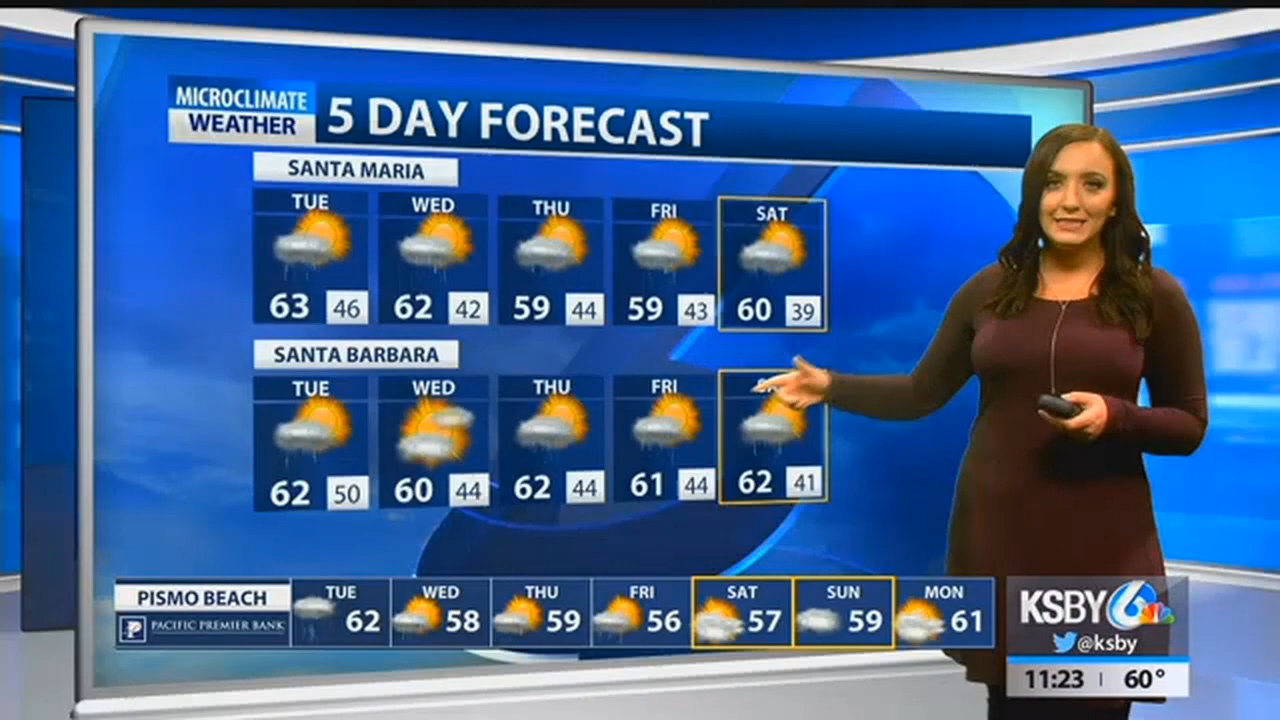 MICROCLIMATE
WEATHER
5 DAY FORECAST
SANTA MARIA
TUE WED THU FRI SAT
63 46 62 42 59 44 59 43 60 39
SANTA BARBARA
TUE WED THU FRI
62 50 60 44 62 44 61 44 62 41
PISMO BEACH
PACIFIC PREMIER BANK
TUE WED THU FRI SAT SUN MON
62 58 59 56 57 59 61
KSBY6
@ksby
11:23 60°